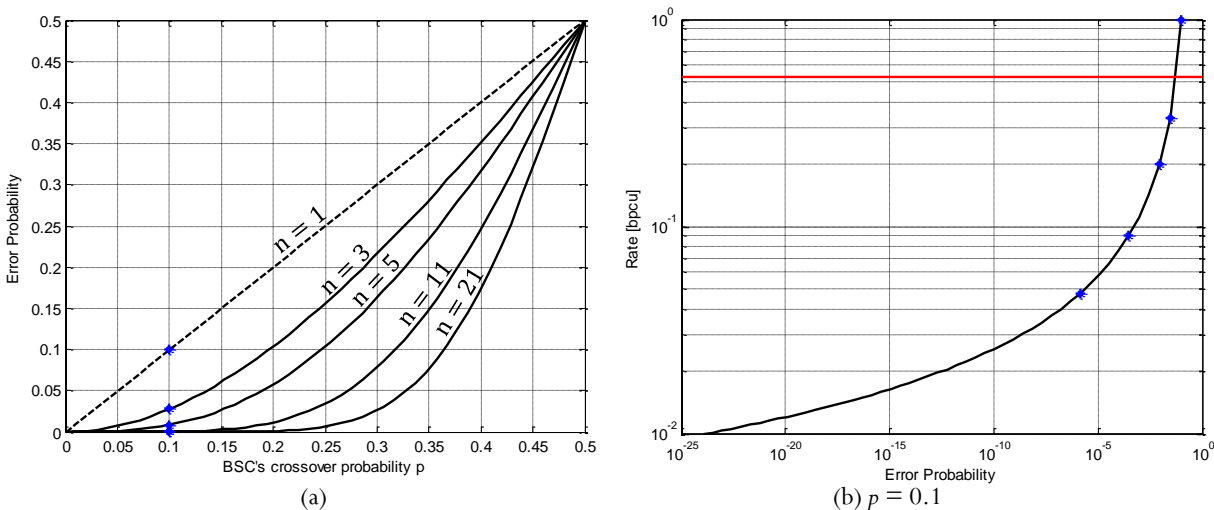 0.5
0.45
0.4
0.35
0.3
0.25
0.2
0.15
0.1
0.05
0
Error Probability
n = 1
n = 3
n = 5
n = 11
n = 21
0 0.05 0.1 0.15 0.2 0.25 0.3 0.35 0.4 0.45 0.5
BSC's crossover probability p
(a)
10^0
10^-1
10^-2
Rate [bpcu]
10^-25 10^-20 10^-15 10^-10 10^-5 10^0
Error Probability
(b) p = 0.1